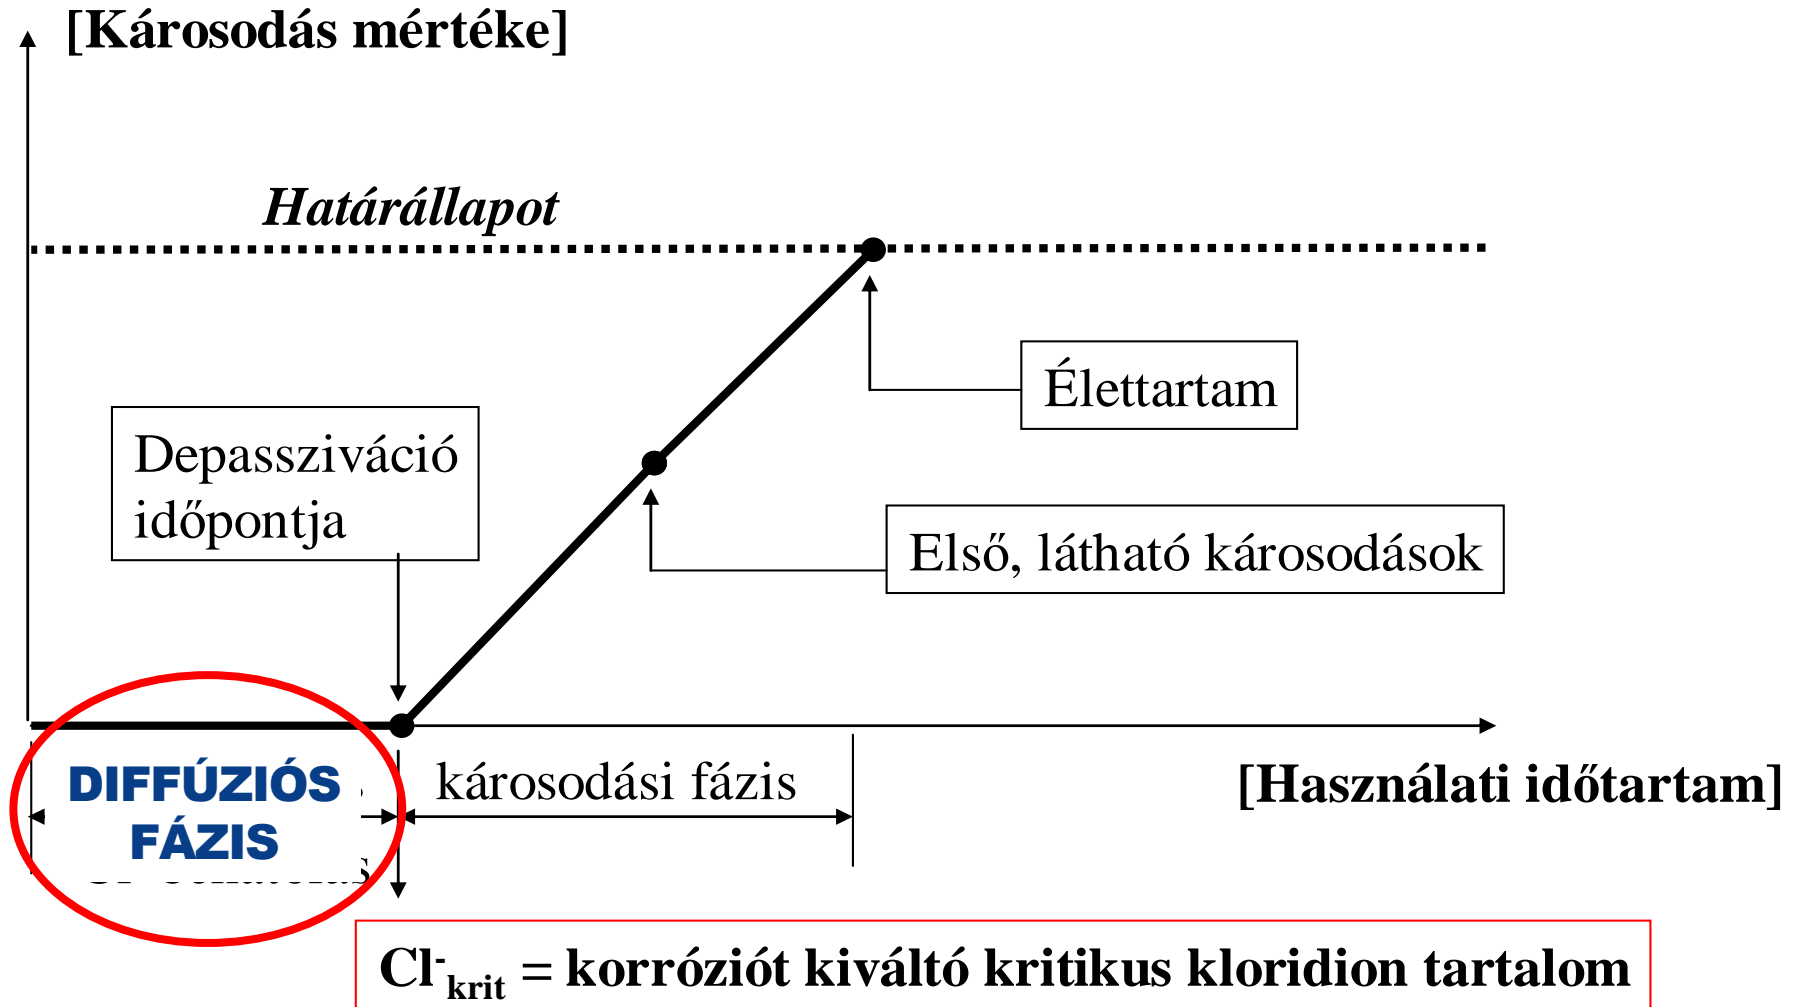 [Károsodás mértéke]
Határállapot
Élettartam
Depassziváció
időpontja
Első, látható károsodások
DIFFÚZIÓS
FÁZIS
károsodási fázis
[Használati időtartam]
Cl⁻krit = korróziót kiváltó kritikus kloridion tartalom